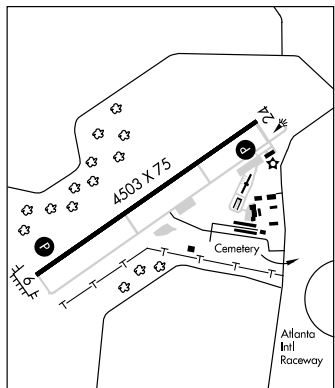 24
P
4503 X 75
P
6
Cemetery
T T T T T T T
Atlanta
Intl
Raceway